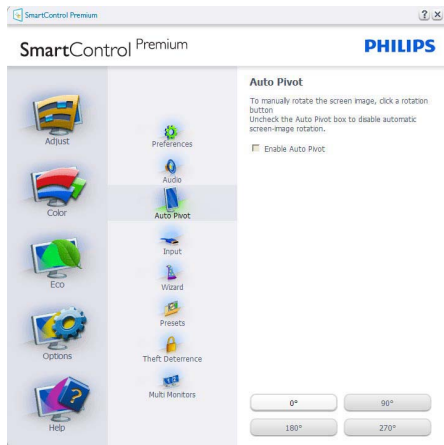 SmartControl Premium
SmartControl Premium
PHILIPS
Adjust
Color
Eco
Options
Help
Preferences
Audio
Auto Pivot
Input
Wizard
Presets
Theft Deterrence
Multi Monitors
Auto Pivot
To manually rotate the screen image, click a rotation
button
Uncheck the Auto Pivot box to disable automatic
screen-image rotation.
Enable Auto Pivot
0°
90°
180°
270°